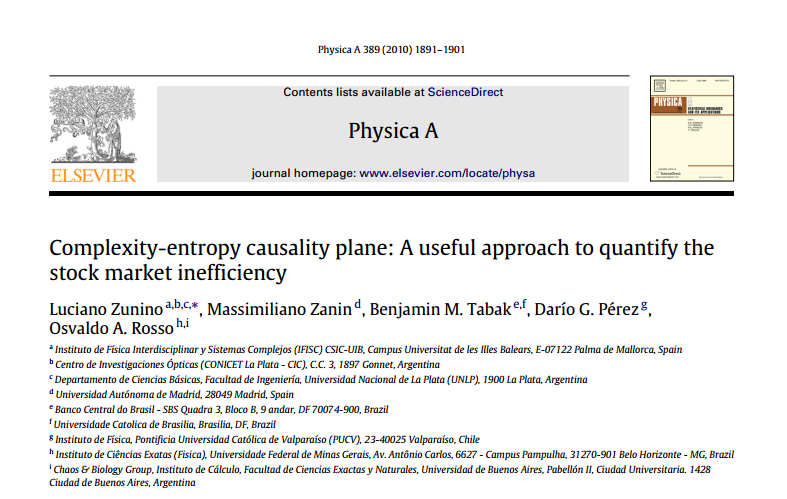 Physica A 389 (2010) 1891–1901
Contents lists available at ScienceDirect
Physica A
journal homepage: www.elsevier.com/locate/physa
ELSEVIER
PHYSICA
Complexity-entropy causality plane: A useful approach to quantify the
stock market inefficiency
Luciano Zunino a,b,c,*, Massimiliano Zanin d, Benjamin M. Tabak e,f, Darío G. Pérez g,
Osvaldo A. Rosso h,i
a Instituto de Física Interdisciplinar y Sistemas Complejos (IFISC) CSIC-UIB, Campus Universitat de les Illes Balears, E-07122 Palma de Mallorca, Spain
b Centro de Investigaciones Ópticas (CONICET La Plata - CIC), C.C. 3, 1897 Gonnet, Argentina
c Departamento de Ciencias Básicas, Facultad de Ingeniería, Universidad Nacional de La Plata (UNLP), 1900 La Plata, Argentina
d Universidad Autónoma de Madrid, 28049 Madrid, Spain
e Banco Central do Brasil - SBS Quadra 3, Bloco B, 9 andar, DF 70074-900, Brazil
f Universidade Catolica de Brasilia, Brasilia, DF, Brazil
g Instituto de Física, Pontificia Universidad Católica de Valparaíso (PUCV), 23-40025 Valparaíso, Chile
h Instituto de Ciências Exatas (Fisica), Universidade Federal de Minas Gerais, Av. Antônio Carlos, 6627 - Campus Pampulha, 31270-901 Belo Horizonte - MG, Brazil
i Chaos & Biology Group, Instituto de Cálculo, Facultad de Ciencias Exactas y Naturales, Universidad de Buenos Aires, Pabellón II, Ciudad Universitaria. 1428
Ciudad de Buenos Aires, Argentina